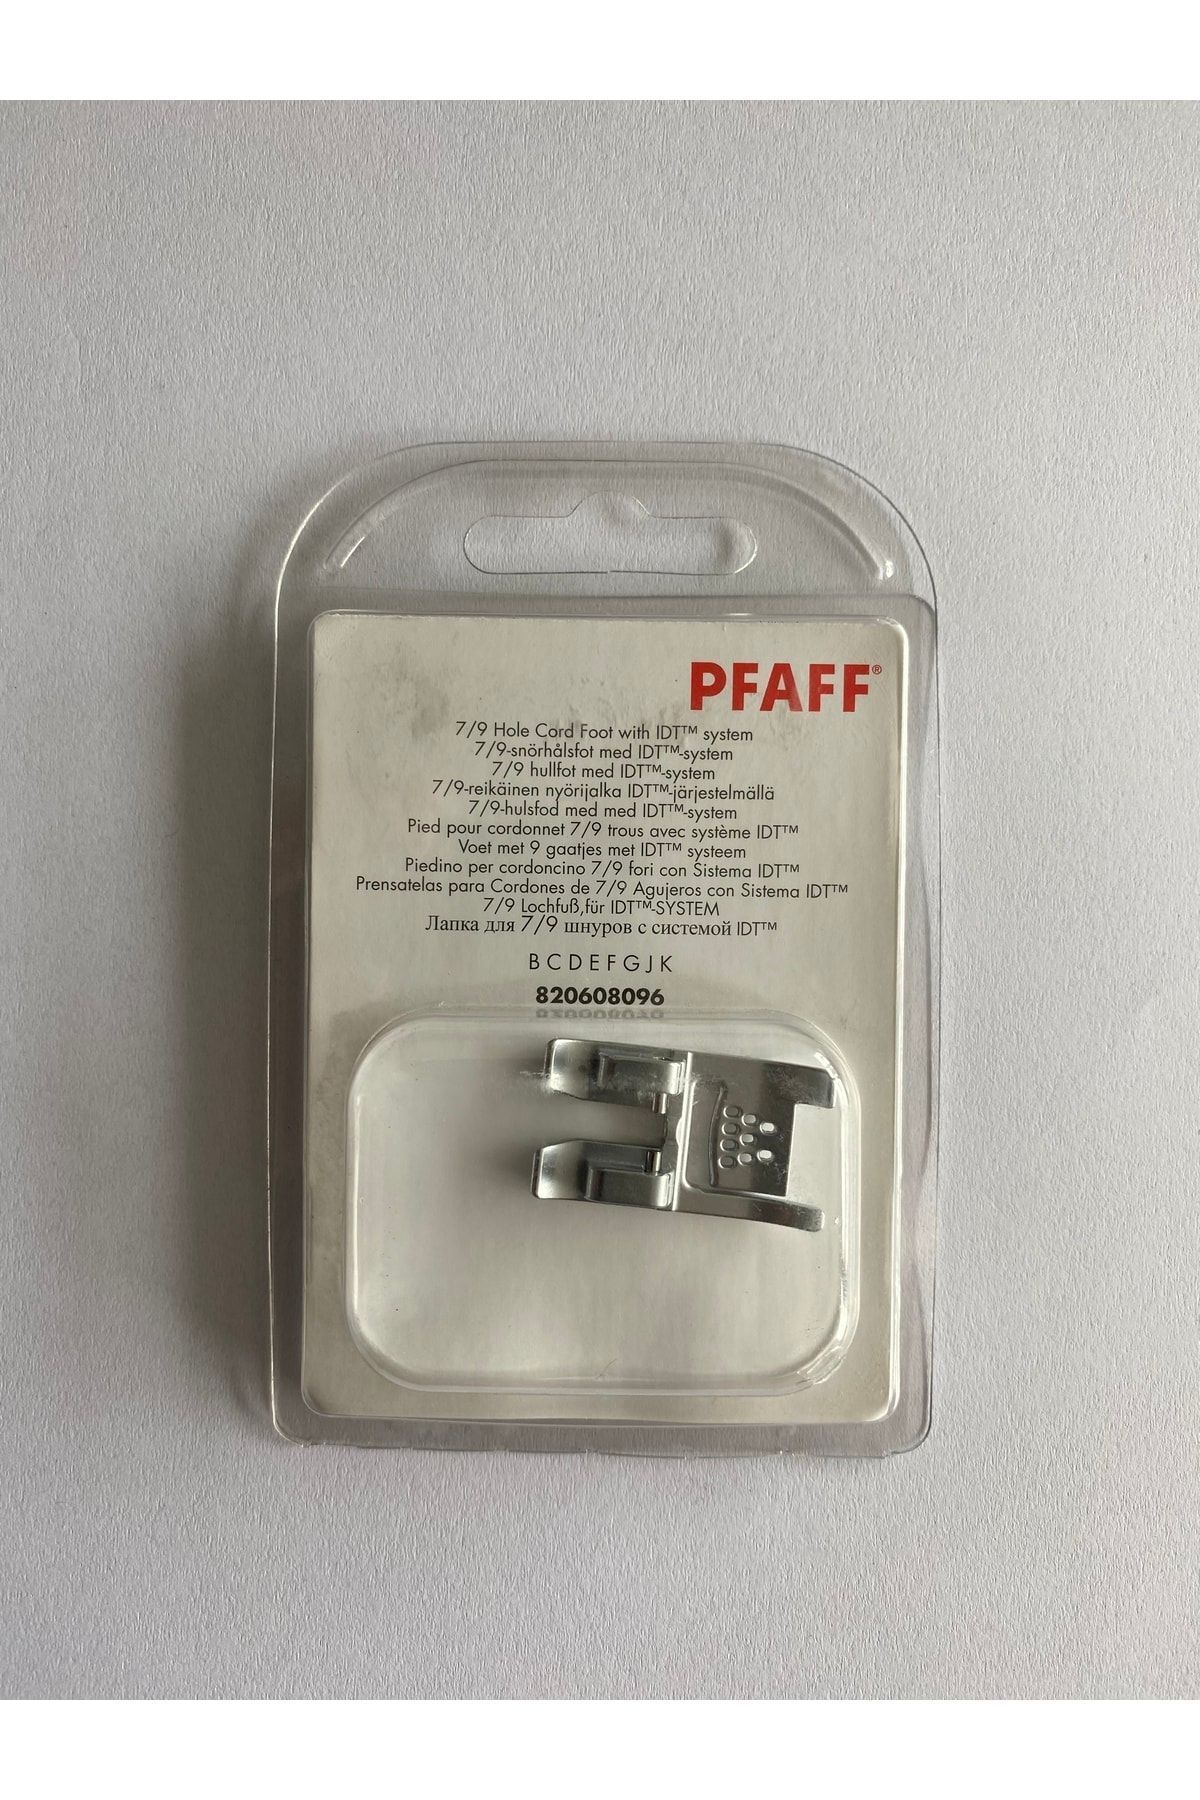 PFAFF®
7/9 Hole Cord Foot with IDT™ system
7/9-snörhålsfot med IDT™-system
7/9 hullfot med IDT™-system
7/9-reikäinen nyörijalka IDT™-järjestelmällä
7/9-hulsfod med med IDT™-system
Pied pour cordonnet 7/9 trous avec système IDT™
Voet met 9 gaatjes met IDT™ systeem
Piedino per cordoncino 7/9 fori con Sistema IDT™
Prensatelas para Cordones de 7/9 Agujeros con Sistema IDT™
7/9 Lochfuß,für IDT™-SYSTEM
Лапка для 7/9 шнуров с системой IDT™
B C D E F G J K
820608096